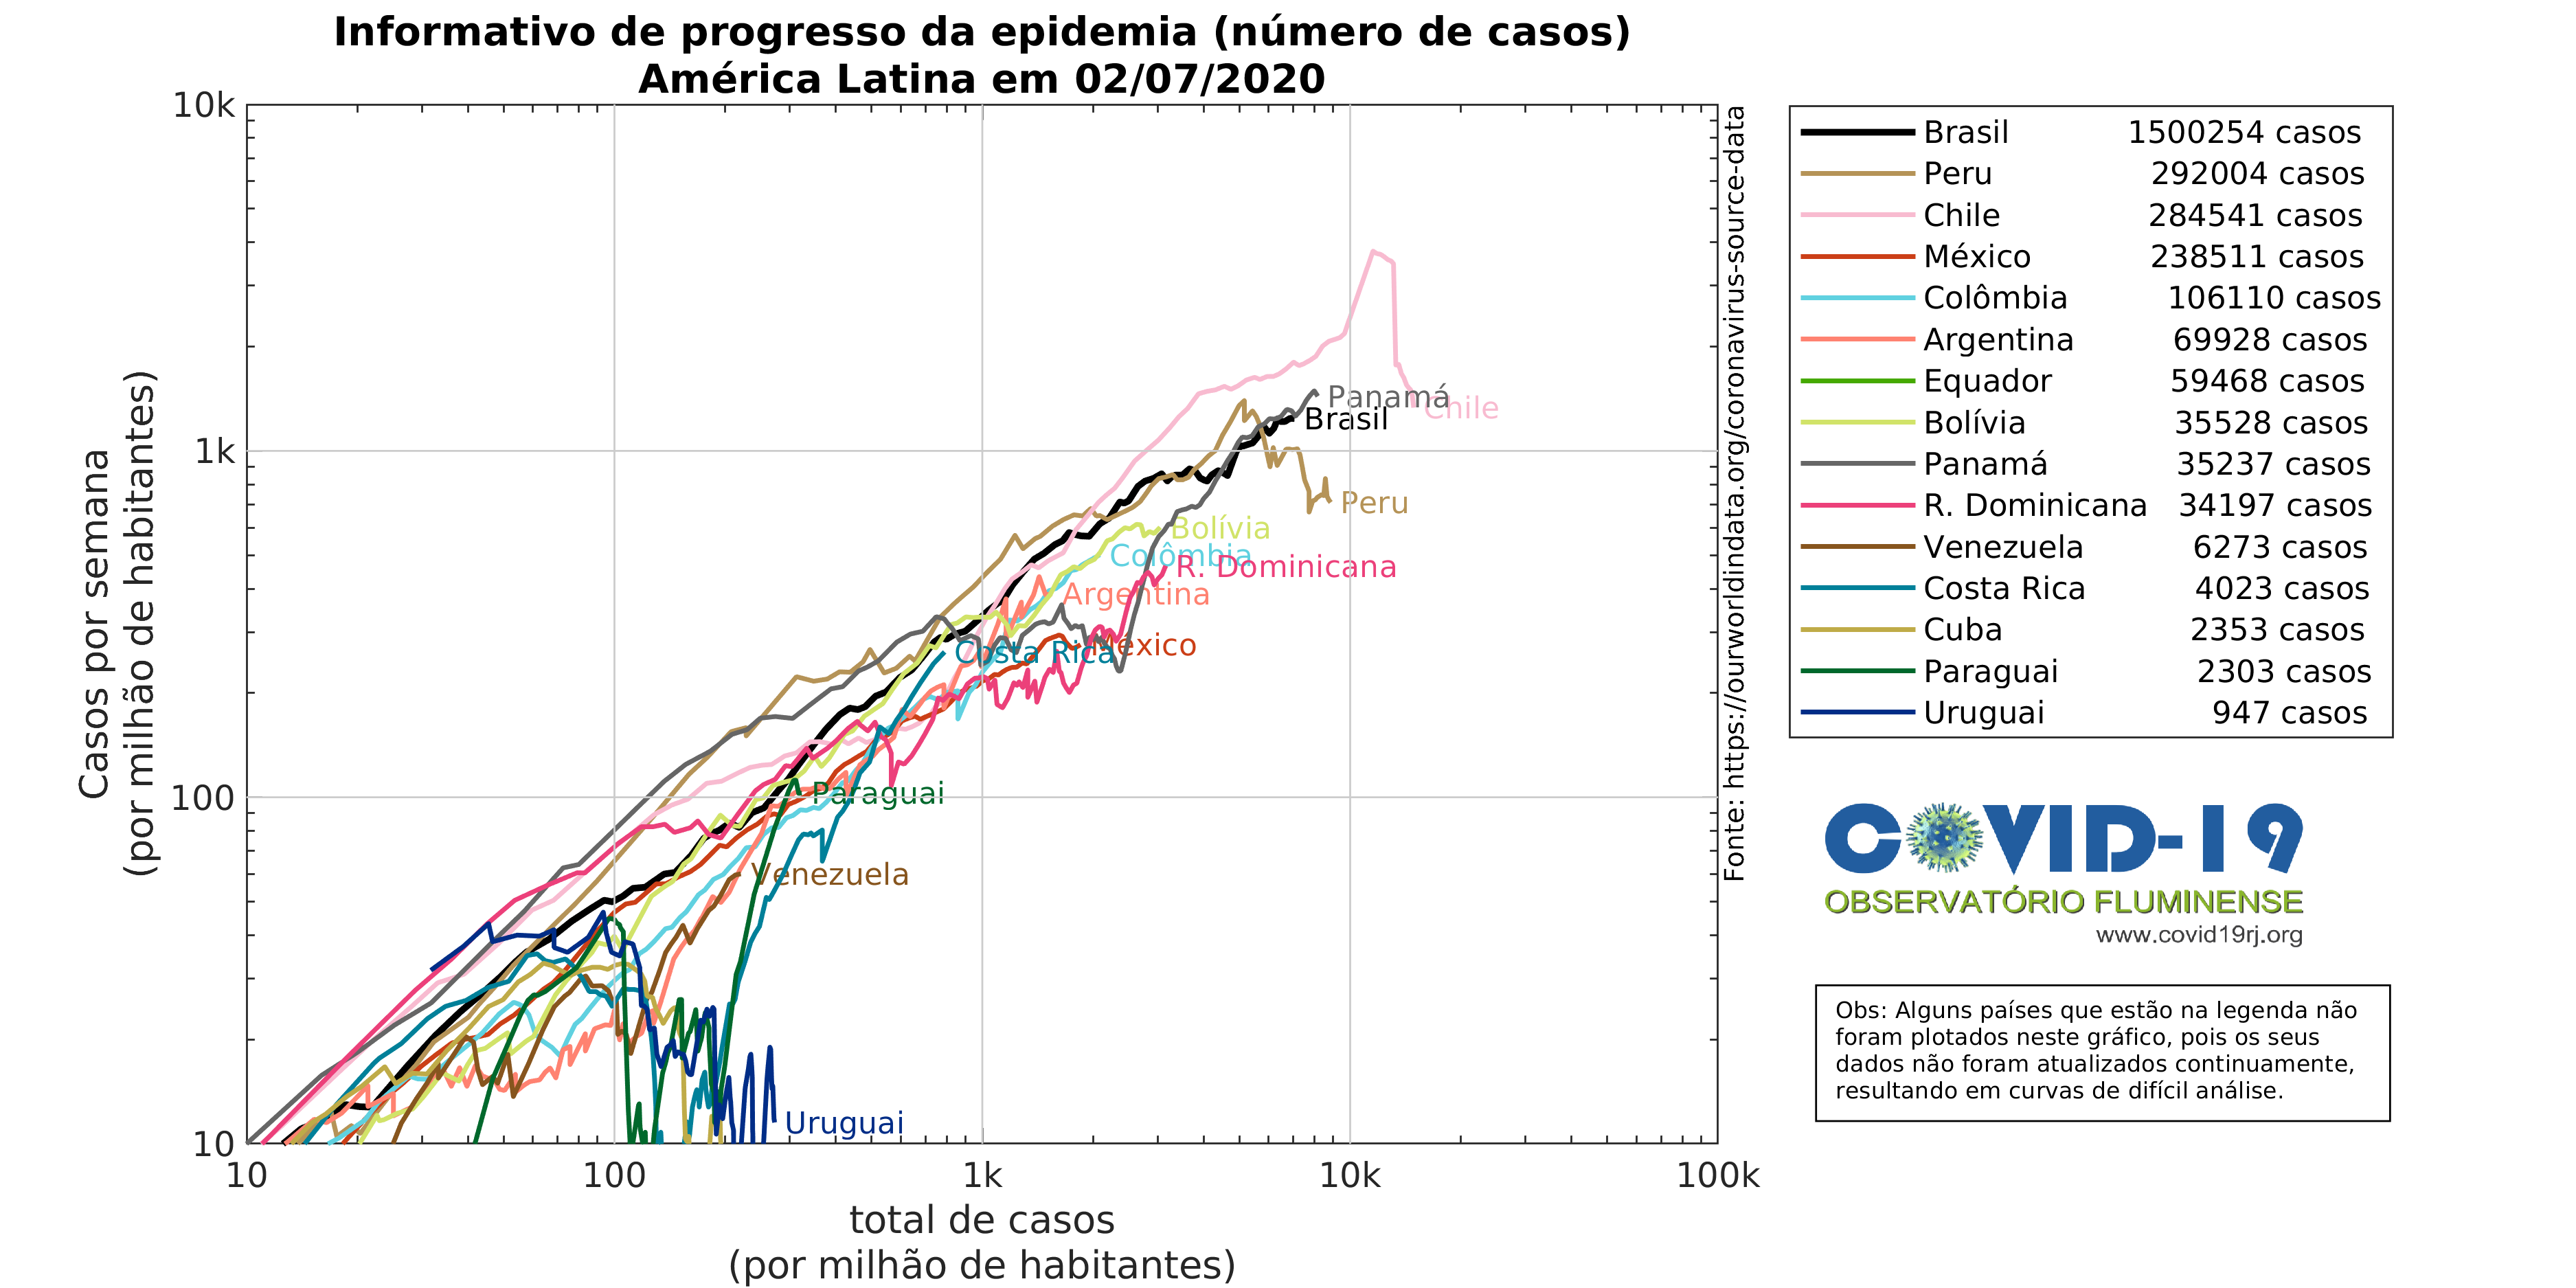 Informativo de progresso da epidemia (número de casos)
América Latina em 02/07/2020
10k
1k
100
10
Casos por semana
(por milhão de habitantes)
10
100
1k
10k
100k
total de casos
(por milhão de habitantes)
Panamá
Chile
Brasil
Peru
Bolívia
Colômbia
R. Dominicana
Argentina
México
Costa Rica
Paraguai
Venezuela
Uruguai
Fonte: https://ourworldindata.org/coronavirus-source-data
Brasil 1500254 casos
Peru 292004 casos
Chile 284541 casos
México 238511 casos
Colômbia 106110 casos
Argentina 69928 casos
Equador 59468 casos
Bolívia 35528 casos
Panamá 35237 casos
R. Dominicana 34197 casos
Venezuela 6273 casos
Costa Rica 4023 casos
Cuba 2353 casos
Paraguai 2303 casos
Uruguai 947 casos
COVID-19
OBSERVATÓRIO FLUMINENSE
www.covid19rj.org
Obs: Alguns países que estão na legenda não
foram plotados neste gráfico, pois os seus
dados não foram atualizados continuamente,
resultando em curvas de difícil análise.